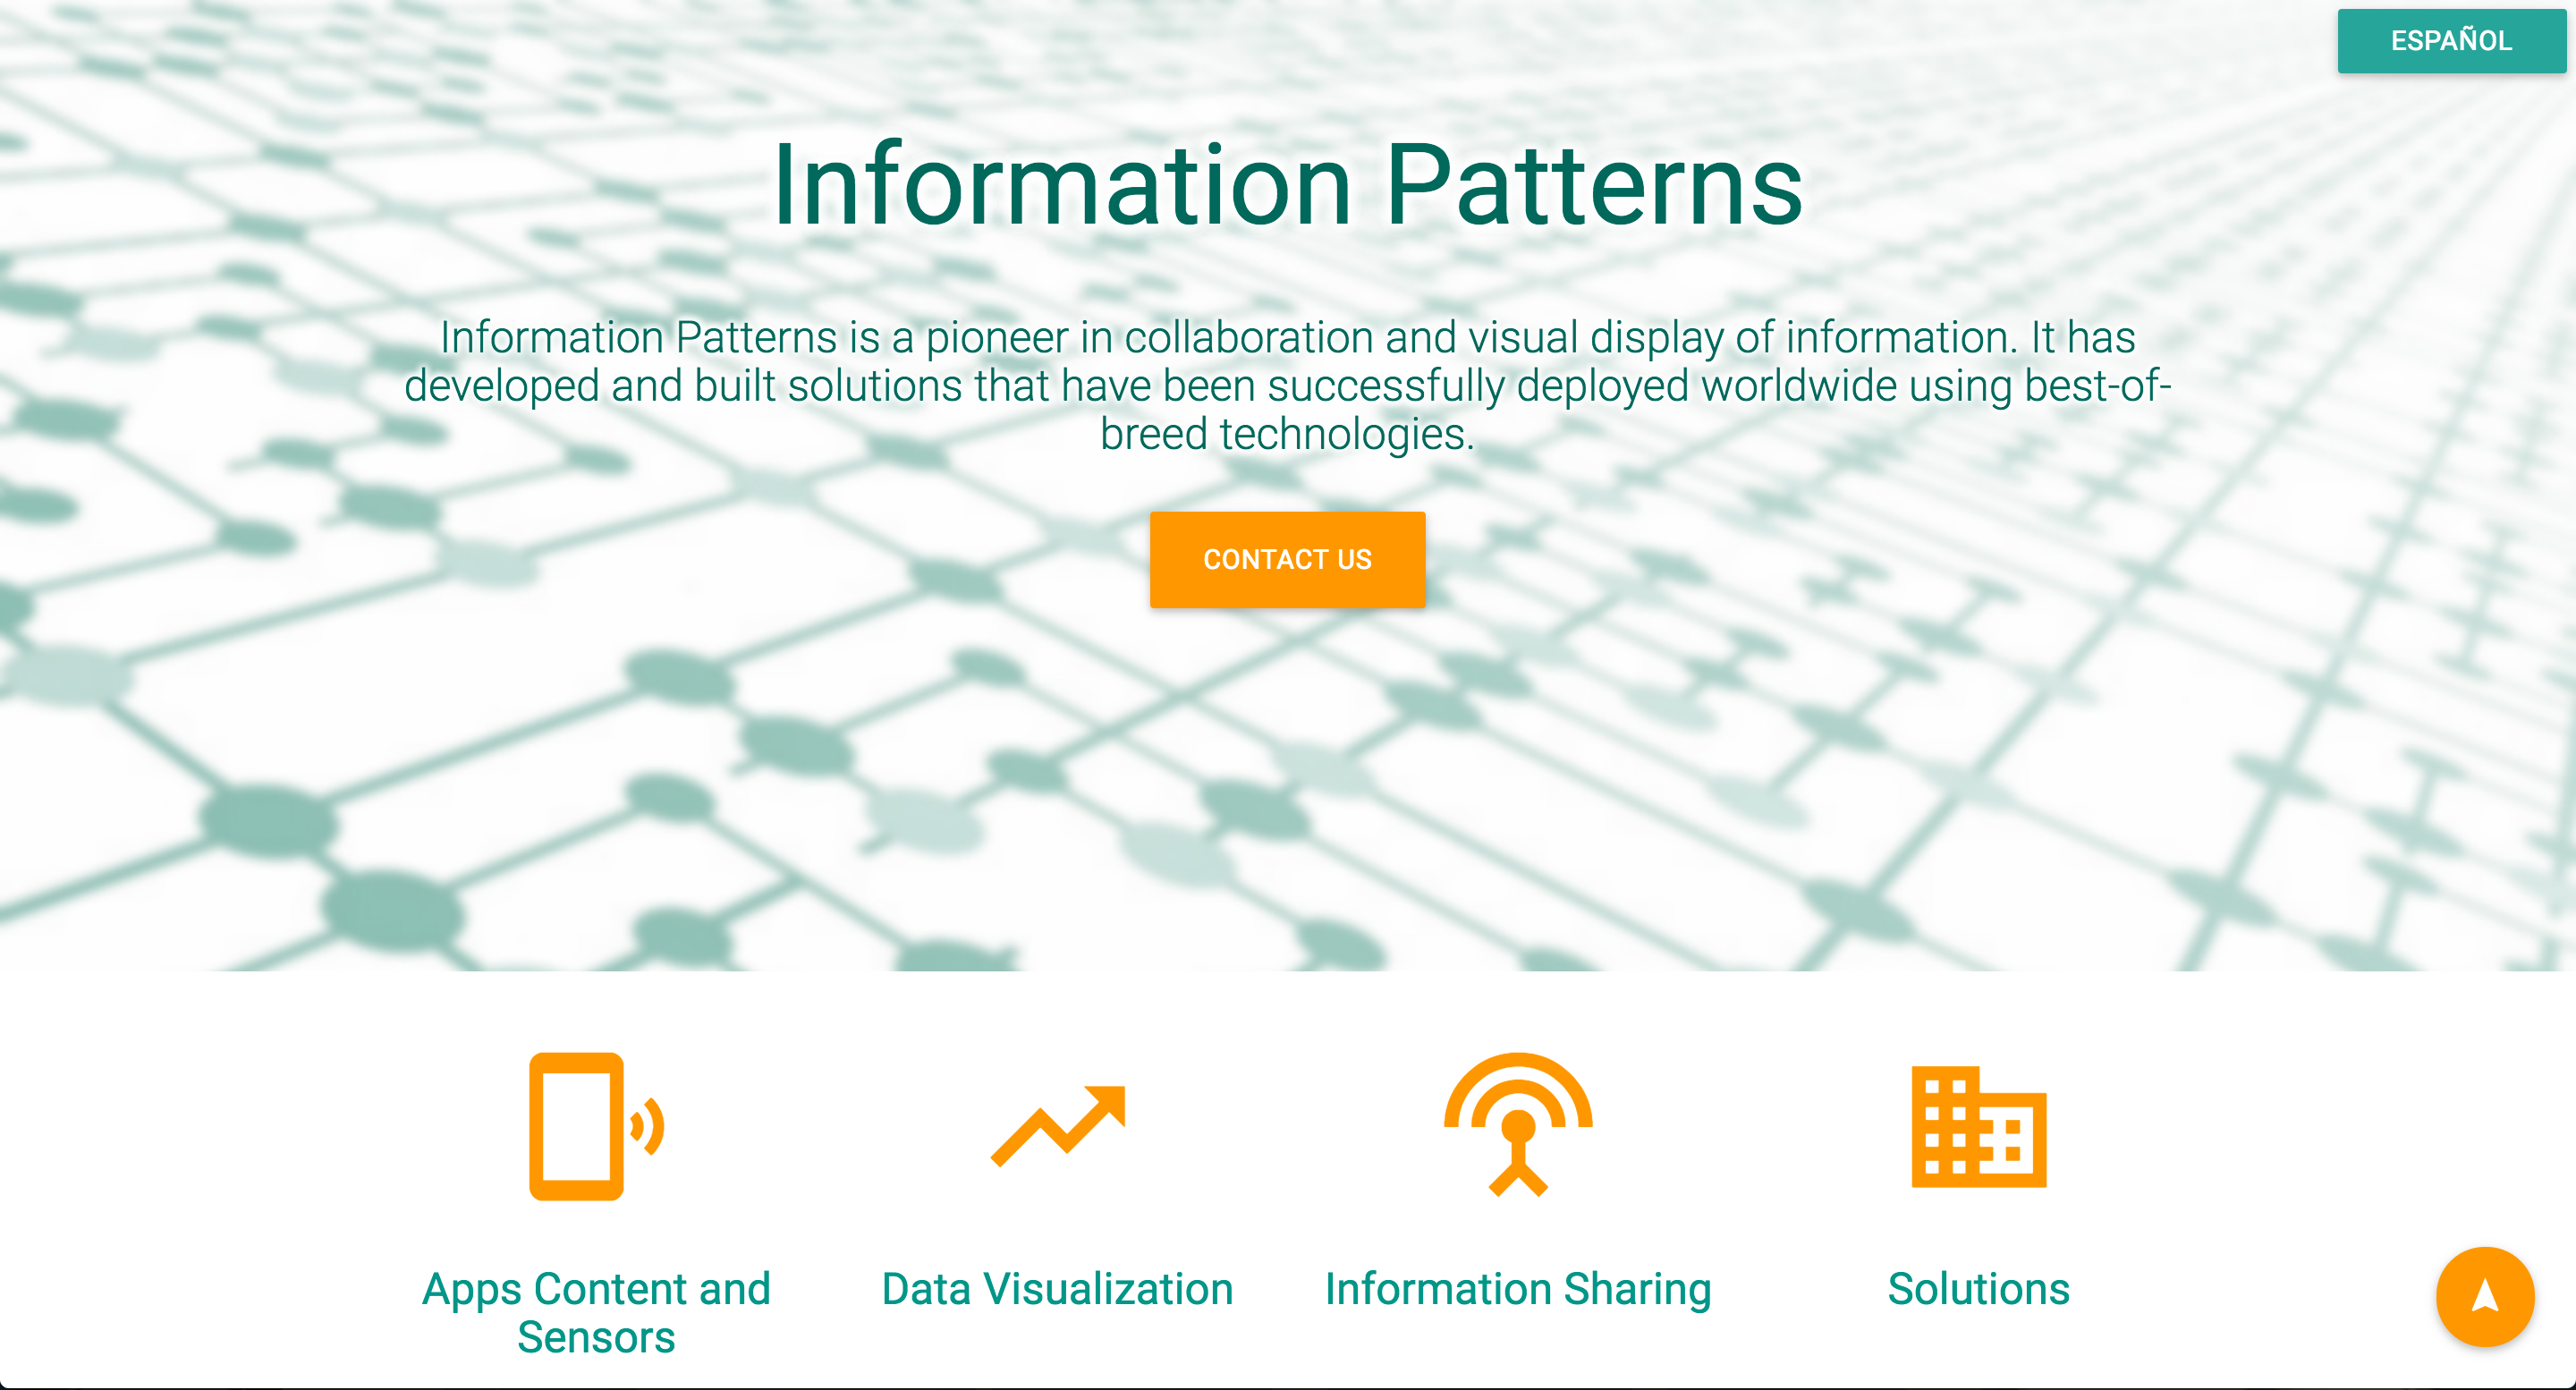 ESPAÑOL
Information Patterns
Information Patterns is a pioneer in collaboration and visual display of information. It has
developed and built solutions that have been successfully deployed worldwide using best-of-
breed technologies.
CONTACT US
Apps Content and
Sensors
Data Visualization
Information Sharing
Solutions